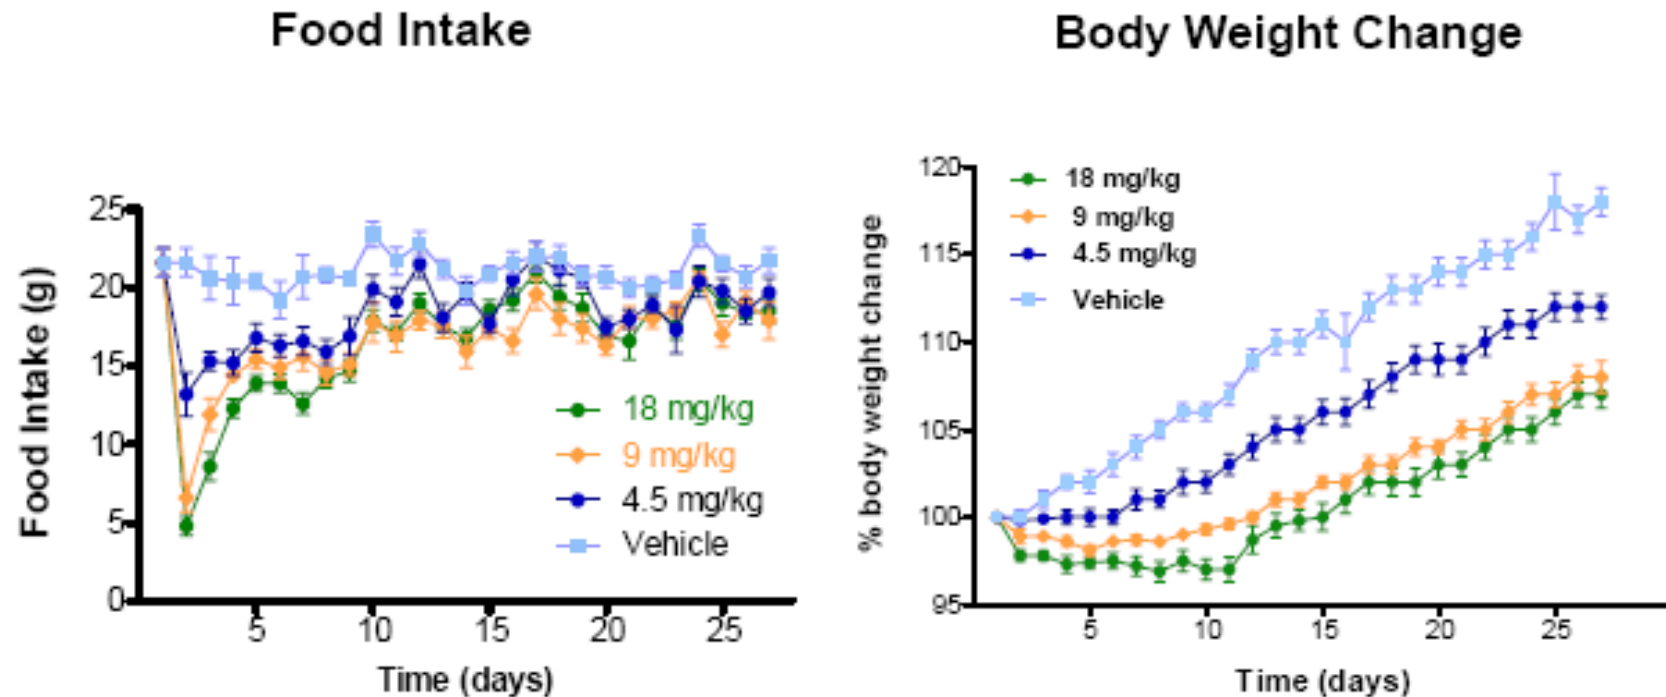 Food Intake
Food Intake (g)
25
20
15
10
5
0
5 10 15 20 25
Time (days)
18 mg/kg
9 mg/kg
4.5 mg/kg
Vehicle
Body Weight Change
% body weight change
120
115
110
105
100
95
5 10 15 20 25
Time (days)
18 mg/kg
9 mg/kg
4.5 mg/kg
Vehicle